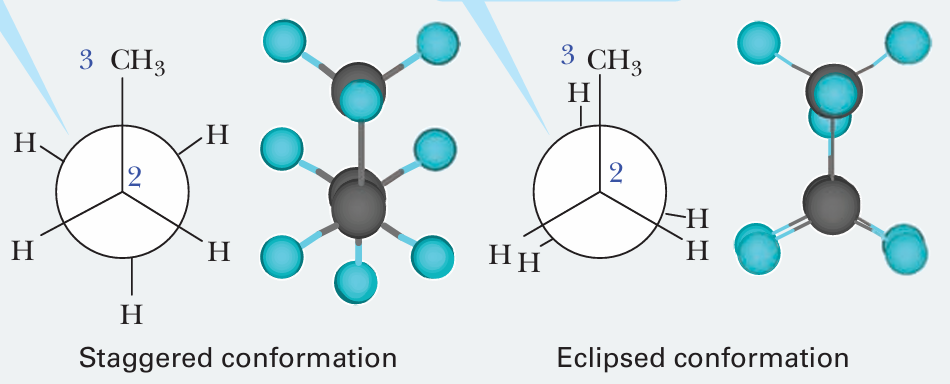 3 CH₃
H
H
2
H
H
H
Staggered conformation
3 CH₃
H
2
H
H
H
H
Eclipsed conformation